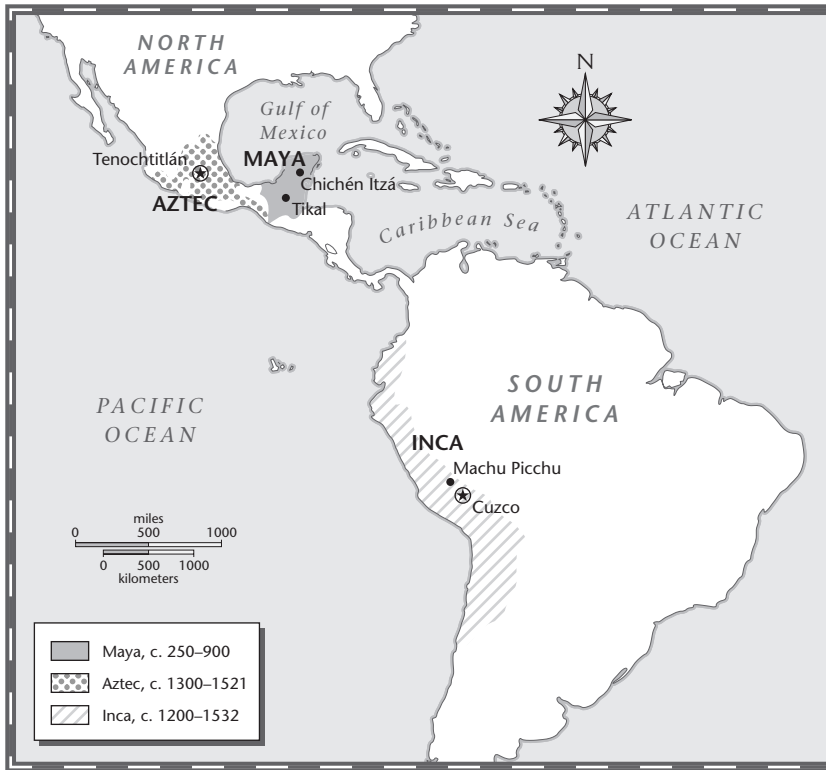 NORTH
AMERICA
N
Gulf of
Mexico
Tenochtitlán
MAYA
Chichén Itzá
AZTEC
Tikal
Caribbean Sea
ATLANTIC
OCEAN
PACIFIC
OCEAN
SOUTH
AMERICA
INCA
Machu Picchu
Cuzco
miles
0 500 1000
0 500 1000
kilometers
Maya, c. 250–900
Aztec, c. 1300–1521
Inca, c. 1200–1532